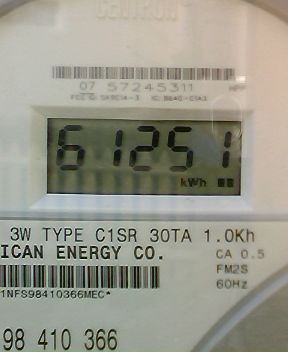 CENTRON
07 57245311
61251
kWh
3W TYPE C1SR 30TA 1.0Kh
ICAN ENERGY CO.
CA 0.5
FM2S
60Hz
1NFS98410366MEC*
98 410 366